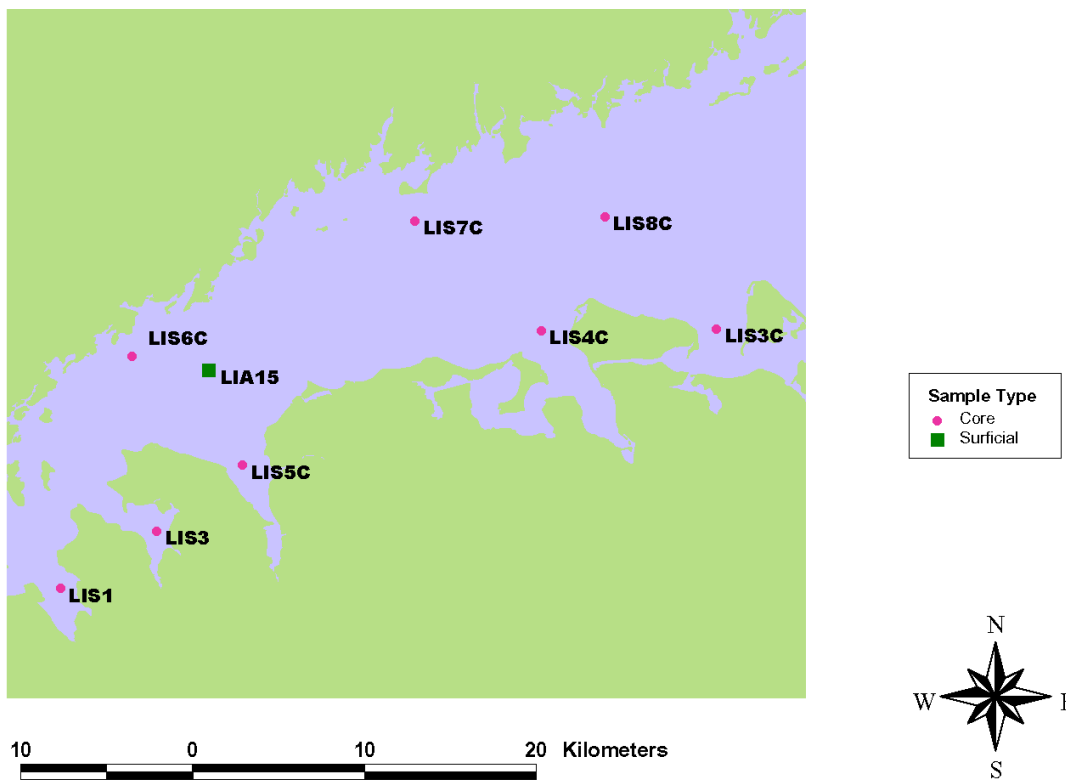 LIS7C
LIS8C
LIS6C
LIS4C
LIS3C
LIA15
LIS5C
LIS3
LIS1
Sample Type
Core
Surficial
N
W
E
S
10 0 10 20 Kilometers